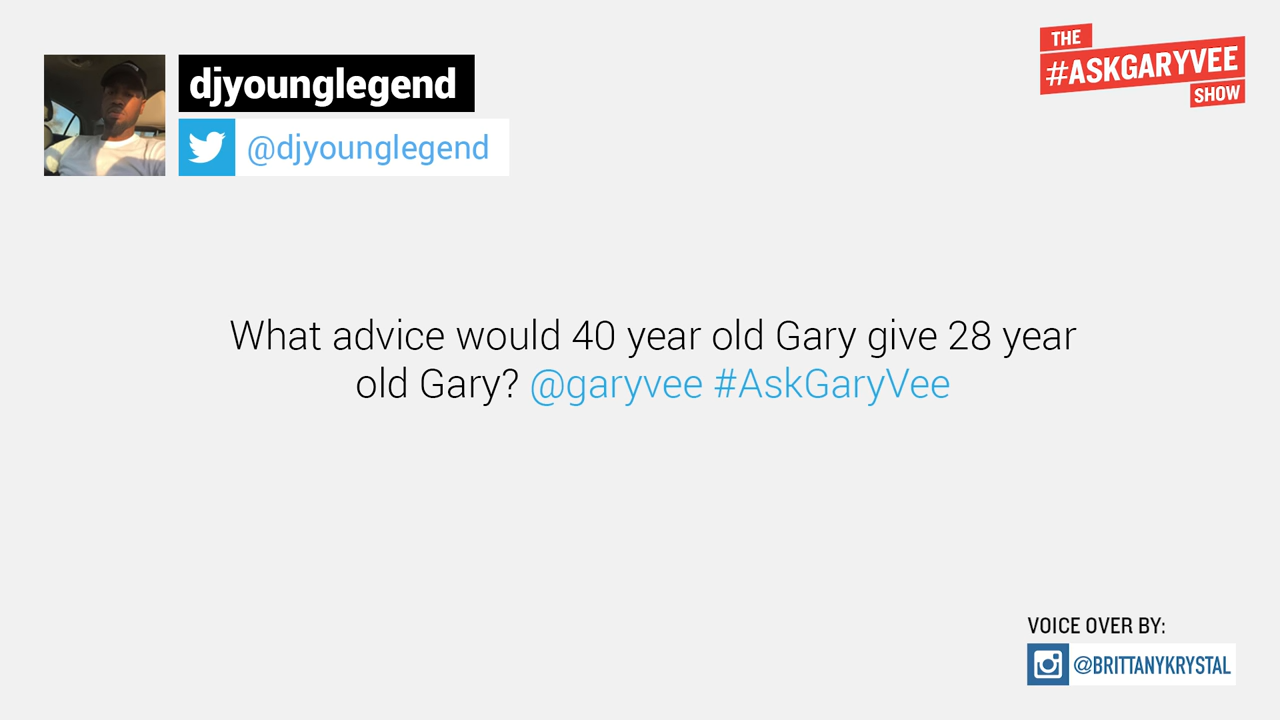 djyounglegend
@djyounglegend
THE
#ASKGARYVEE
SHOW
What advice would 40 year old Gary give 28 year
old Gary? @garyvee #AskGaryVee
VOICE OVER BY:
@BRITTANYKRYSTAL